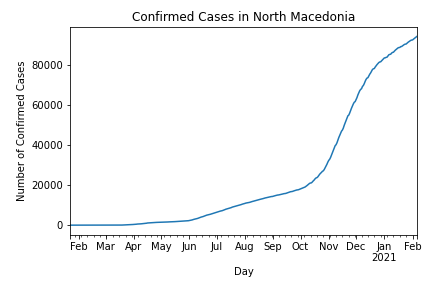 Confirmed Cases in North Macedonia
Number of Confirmed Cases
80000
60000
40000
20000
0
Feb Mar Apr May Jun Jul Aug Sep Oct Nov Dec Jan Feb
2021
Day